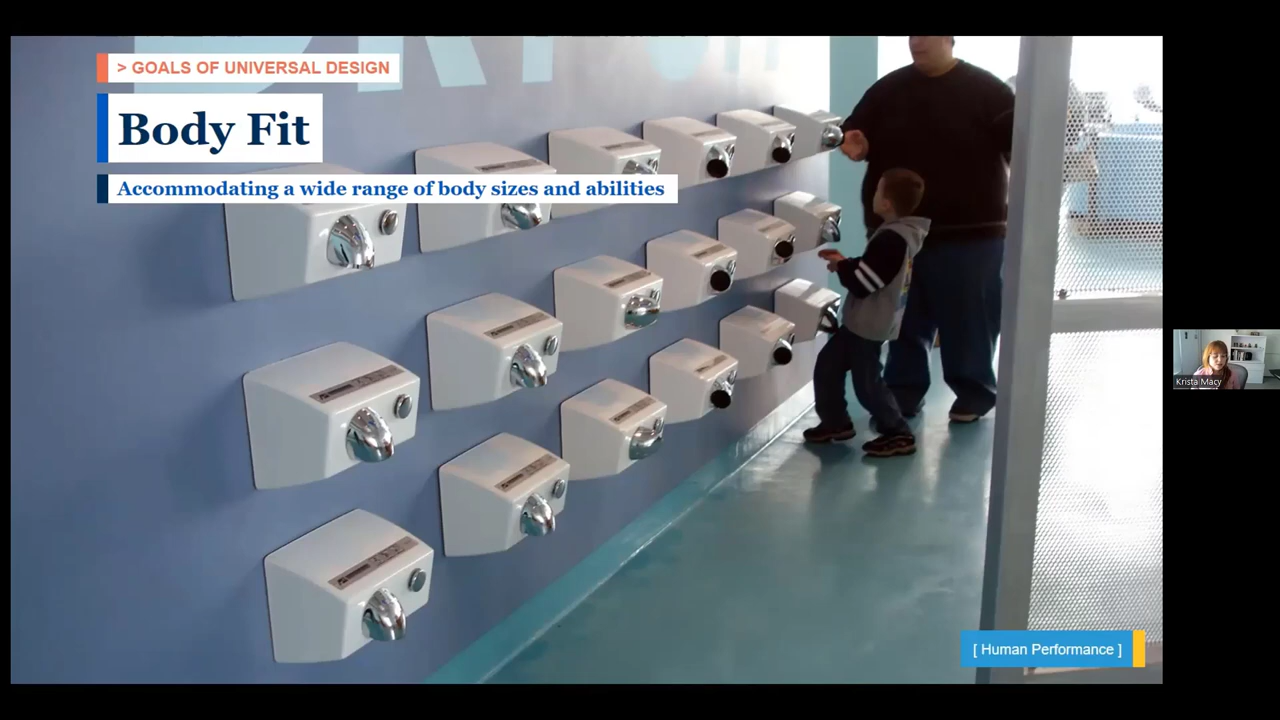 > GOALS OF UNIVERSAL DESIGN
Body Fit
Accommodating a wide range of body sizes and abilities
[ Human Performance ]
Krista Macy